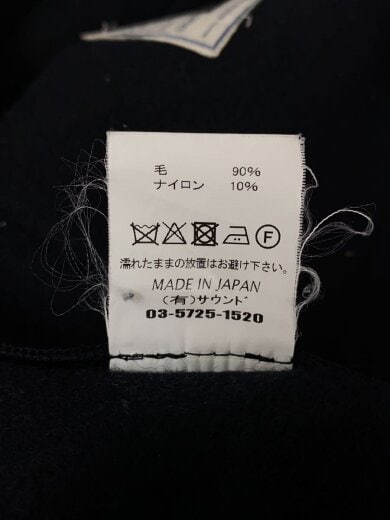 毛 90%
ナイロン 10%
F
濡れたままの放置はお避け下さい。
MADE IN JAPAN
(有)サウンド
03-5725-1520